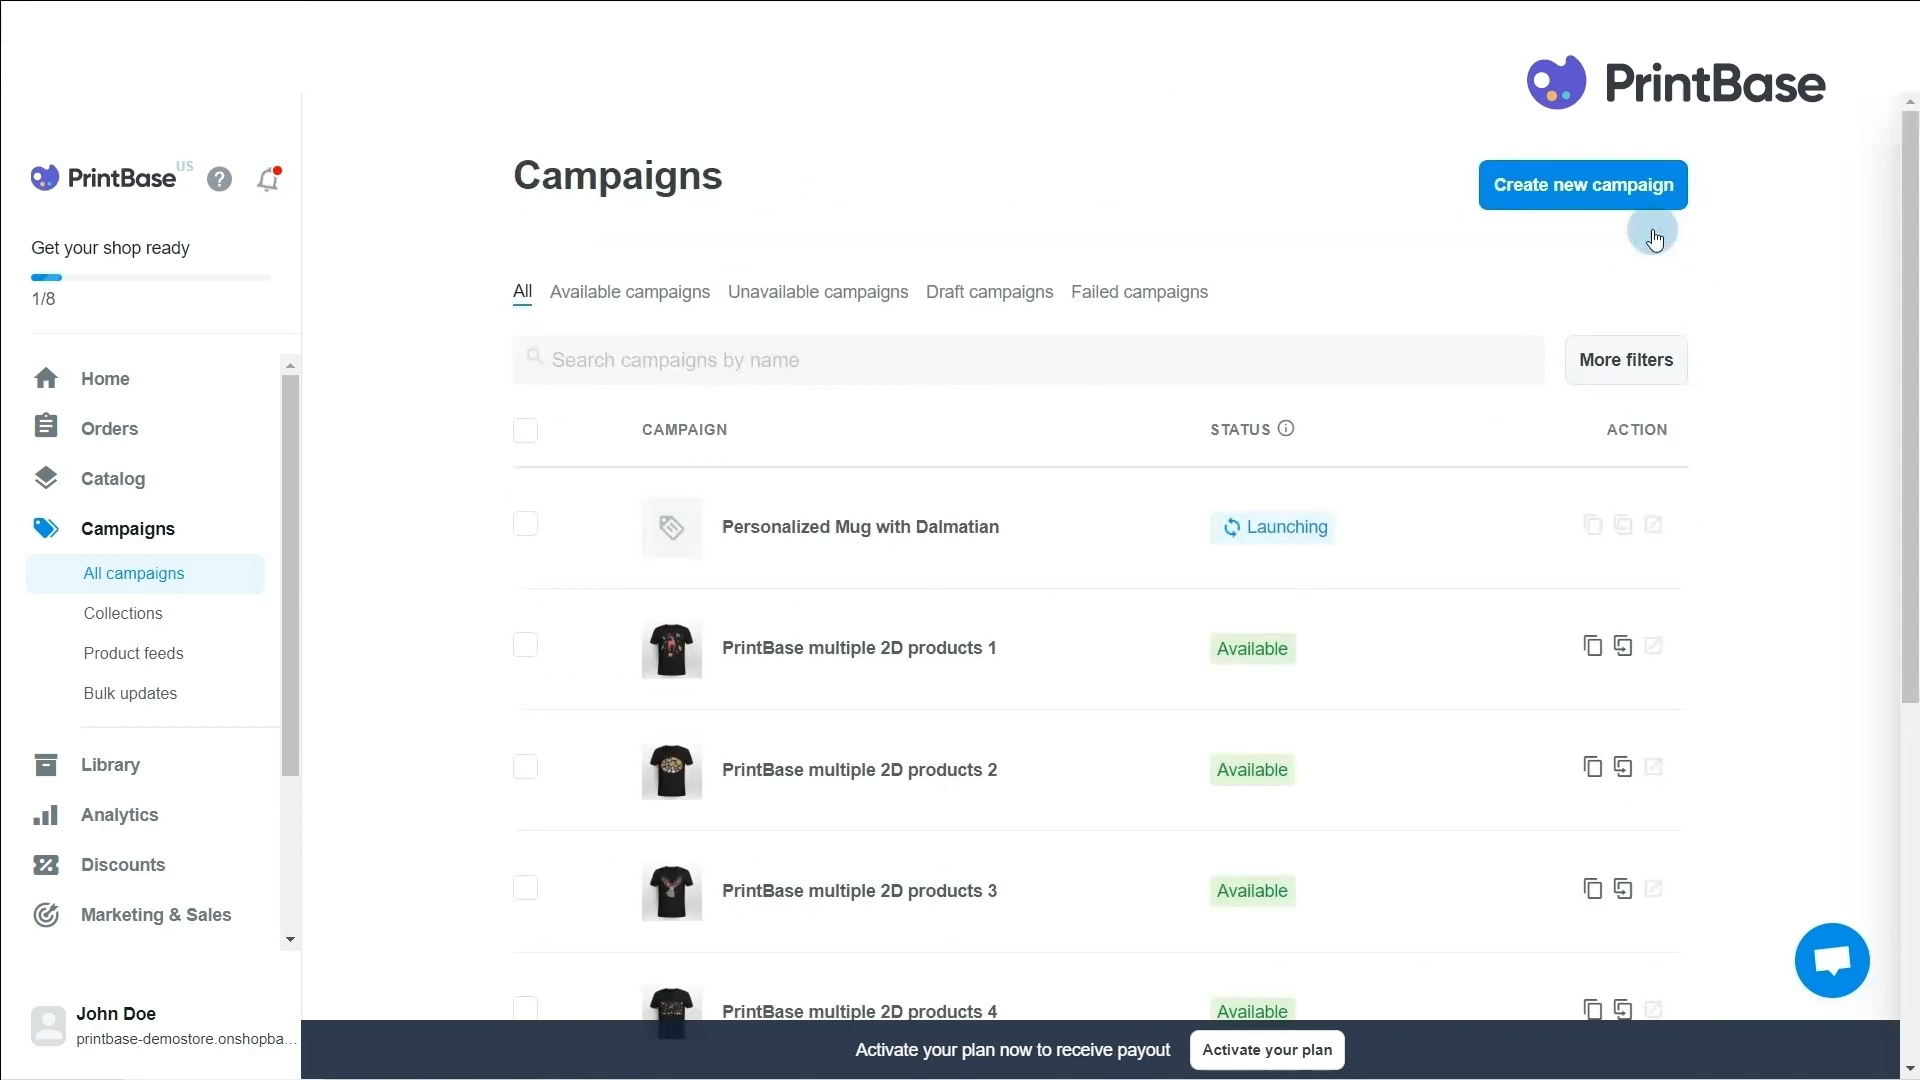 PrintBase
PrintBase US
?
Get your shop ready
1/8
Home
Orders
Catalog
Campaigns
All campaigns
Collections
Product feeds
Bulk updates
Library
Analytics
Discounts
Marketing & Sales
John Doe
printbase-demostore.onshopba...
Campaigns
Create new campaign
All Available campaigns Unavailable campaigns Draft campaigns Failed campaigns
Search campaigns by name
More filters
CAMPAIGN STATUS ACTION
Personalized Mug with Dalmatian Launching
PrintBase multiple 2D products 1 Available
PrintBase multiple 2D products 2 Available
PrintBase multiple 2D products 3 Available
PrintBase multiple 2D products 4 Available
Activate your plan now to receive payout Activate your plan